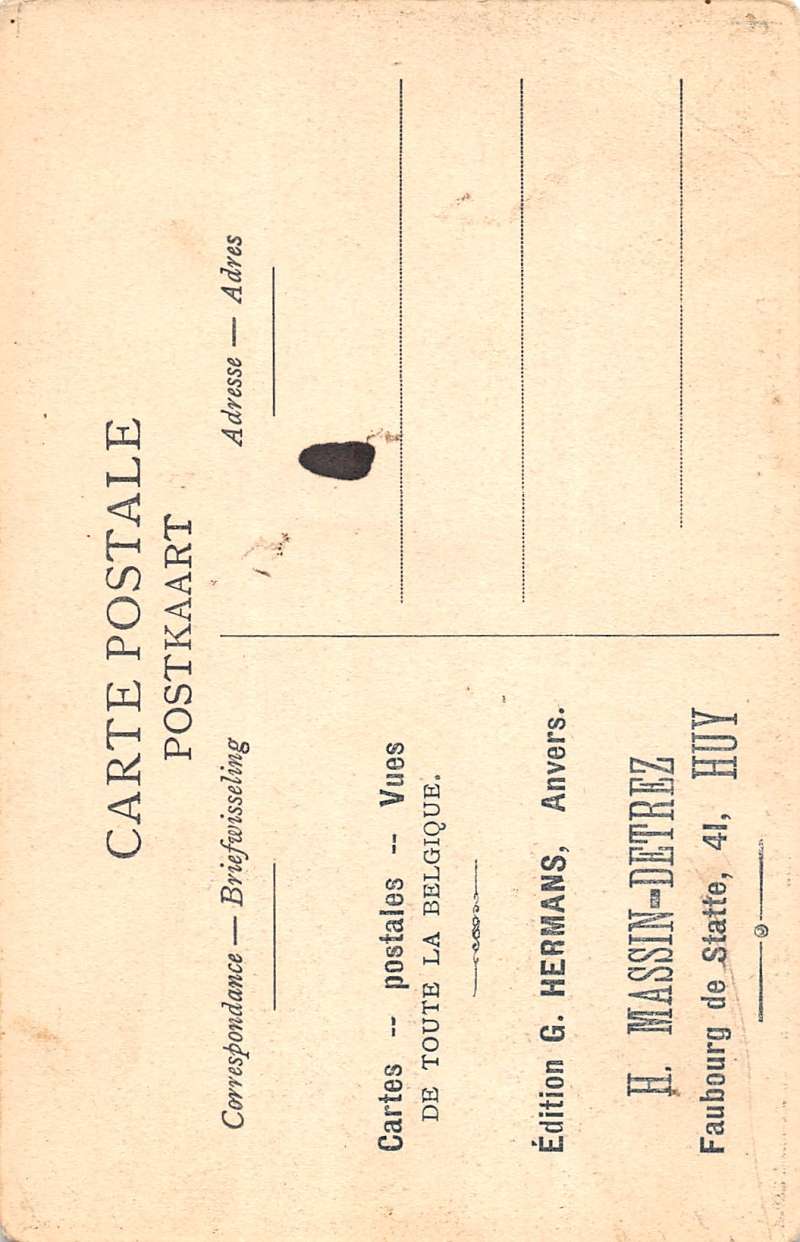 CARTE POSTALE
POSTKAART
Correspondance — Briefwisseling
Adresse — Adres
Cartes -- postales -- Vues
DE TOUTE LA BELGIQUE.
Édition G. HERMANS, Anvers.
H. MASSIN-DETREZ
Faubourg de Statte, 41, HUY